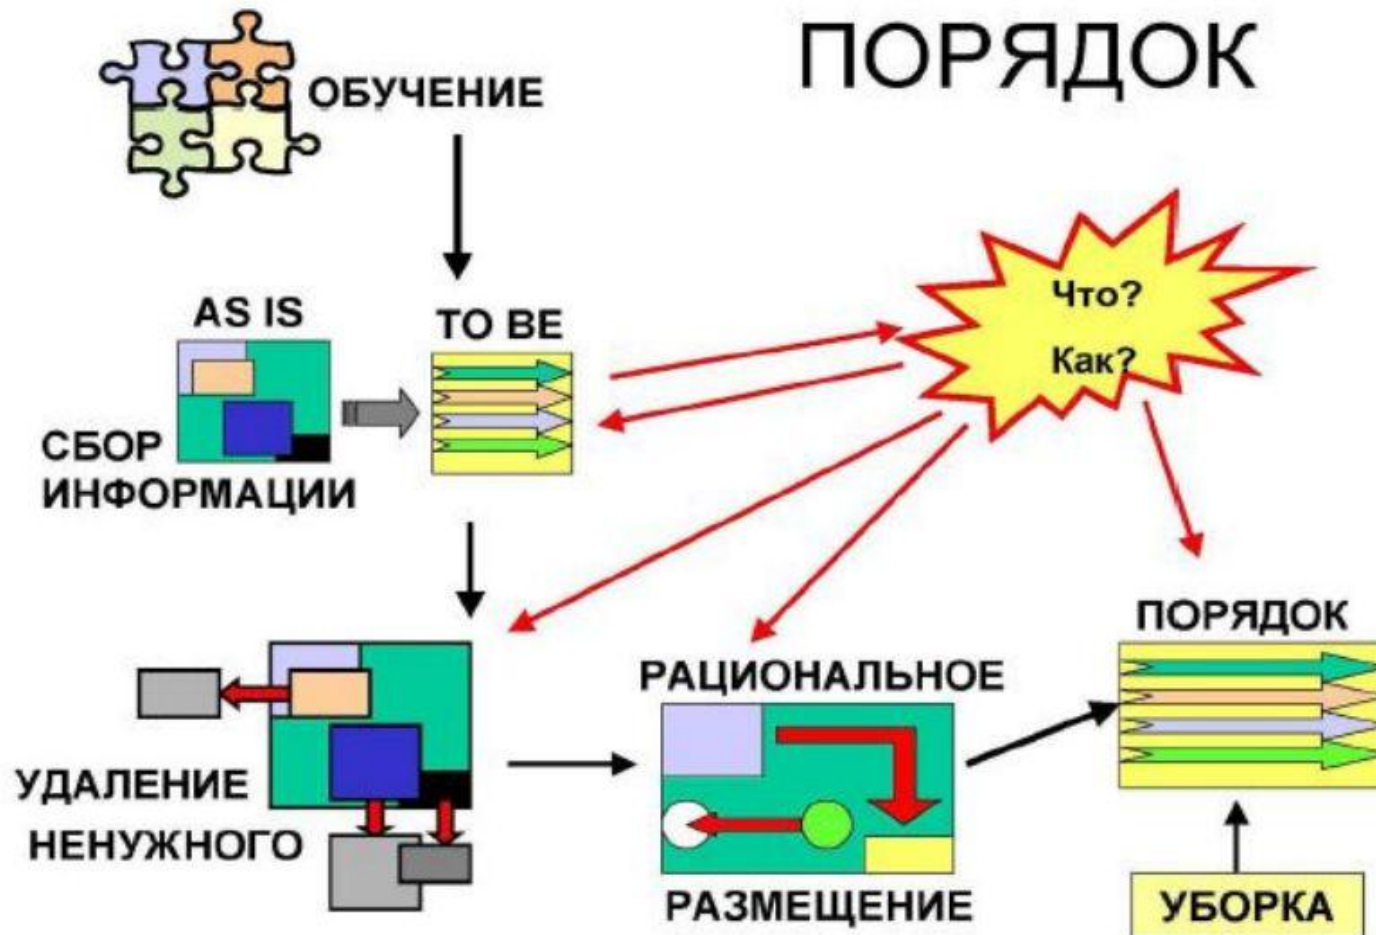 ПОРЯДОК
ОБУЧЕНИЕ
Что?
Как?
AS IS
TO BE
СБОР
ИНФОРМАЦИИ
ПОРЯДОК
РАЦИОНАЛЬНОЕ
УДАЛЕНИЕ
НЕНУЖНОГО
РАЗМЕЩЕНИЕ
УБОРКА